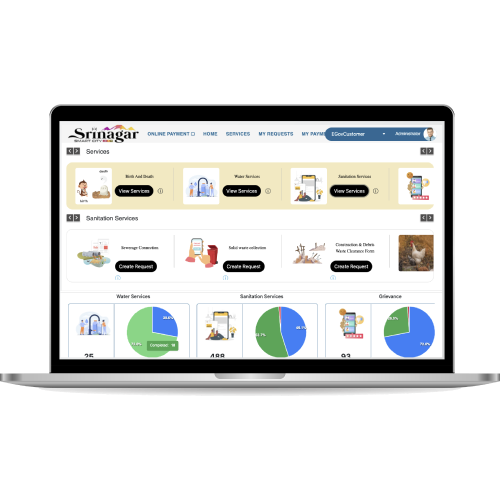 Srinagar
SMART CITY
ONLINE PAYMENT
HOME
SERVICES
MY REQUESTS
MY PAYM
EGovCustomer
Services
Birth And Death
View Services
Water Services
View Services
Sanitation Services
View Services
Sanitation Services
Sewerage Connection
Create Request
Solid waste collection
Create Request
Construction & Debris
Waste Clearance Form
Create Request
Water Services
Sanitation Services
Grievance
25
Completed 18
488
93